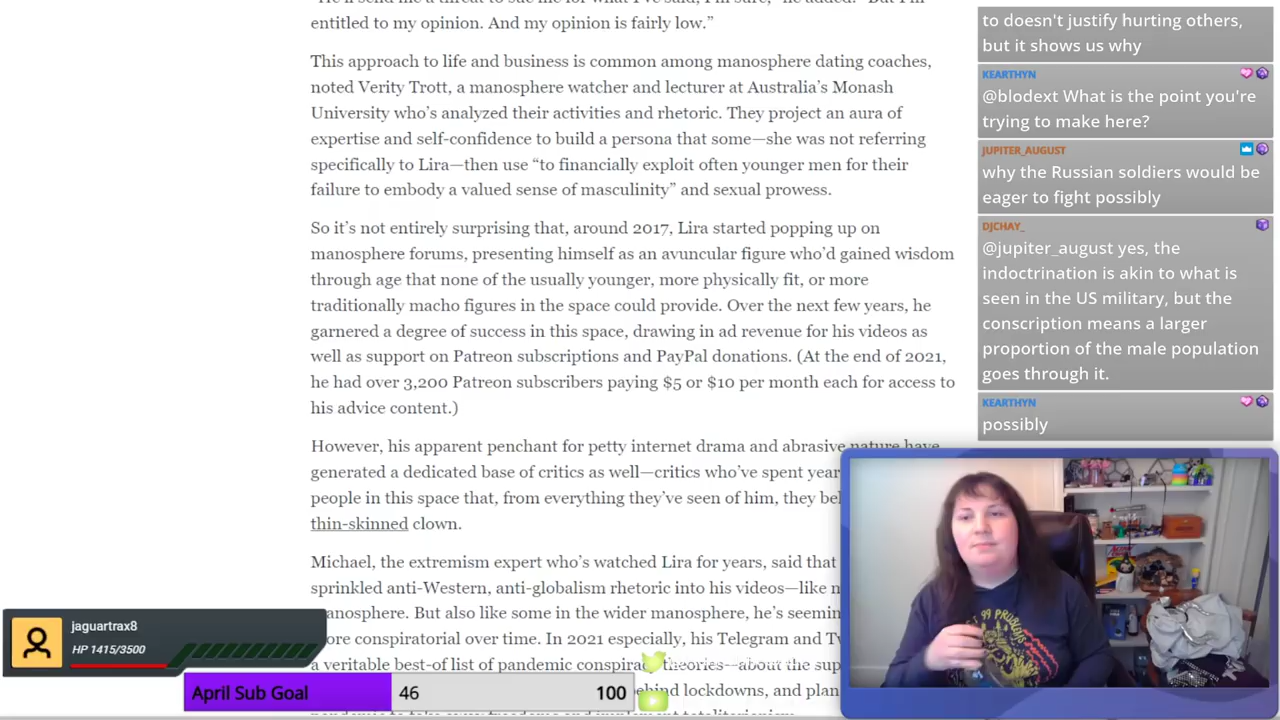 "He'll send me a threat to sue me for what I've said, I'm sure," he added. "But I'm
entitled to my opinion. And my opinion is fairly low."
This approach to life and business is common among manosphere dating coaches,
noted Verity Trott, a manosphere watcher and lecturer at Australia's Monash
University who's analyzed their activities and rhetoric. They project an aura of
expertise and self-confidence to build a persona that some—she was not referring
specifically to Lira—then use "to financially exploit often younger men for their
failure to embody a valued sense of masculinity" and sexual prowess.
So it's not entirely surprising that, around 2017, Lira started popping up on
manosphere forums, presenting himself as an avuncular figure who'd gained wisdom
through age that none of the usually younger, more physically fit, or more
traditionally macho figures in the space could provide. Over the next few years, he
garnered a degree of success in this space, drawing in ad revenue for his videos as
well as support on Patreon subscriptions and PayPal donations. (At the end of 2021,
he had over 3,200 Patreon subscribers paying $5 or $10 per month each for access to
his advice content.)
However, his apparent penchant for petty internet drama and abrasive nature have
generated a dedicated base of critics as well—critics who've spent year
people in this space that, from everything they've seen of him, they bel
thin-skinned clown.
Michael, the extremism expert who's watched Lira for years, said that
sprinkled anti-Western, anti-globalism rhetoric into his videos—like
anosphere. But also like some in the wider manosphere, he's seemin
ore conspiratorial over time. In 2021 especially, his Telegram and Tw
a veritable best-of list of pandemic conspirac theories—about the sup
ehind lockdowns, and plan
to doesn't justify hurting others,
but it shows us why
KEARTHYN
@blodext What is the point you're
trying to make here?
JUPITER_AUGUST
why the Russian soldiers would be
eager to fight possibly
DJCHAY_
@jupiter_august yes, the
indoctrination is akin to what is
seen in the US military, but the
conscription means a larger
proportion of the male population
goes through it.
KEARTHYN
possibly
99 PROBLEMS
jaguartrax8
HP 1415/3500
April Sub Goal 46 100